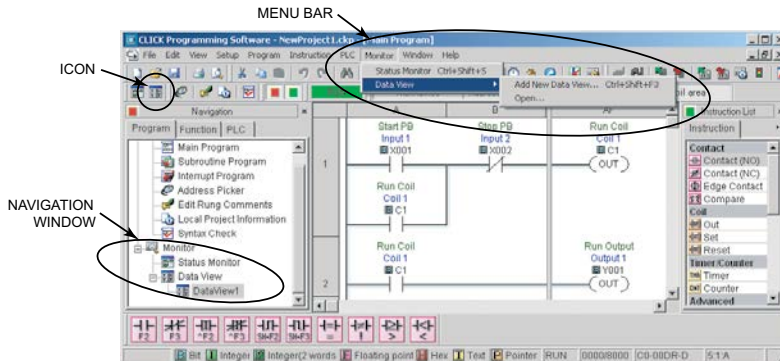 MENU BAR
ICON
NAVIGATION
WINDOW
CLICK Programming Software - NewProject1.ckp - [Main Program]
File Edit View Setup Program Instruction PLC Monitor Window Help
Status Monitor Ctrl+Shift+S
Data View
Add New Data View... Ctrl+Shift+F3
Open...
Navigation
Program Function PLC
Main Program
Subroutine Program
Interrupt Program
Address Picker
Edit Rung Comments
Local Project Information
Syntax Check
Monitor
Status Monitor
Data View
DataView1
A B AF
Start PB Stop PB Run Coil
Input 1 Input 2 Coil 1
X001 X002 C1
1 OUT
Run Coil
Coil 1
C1
Run Coil Run Output
Coil 1 Output 1
C1 Y001
2 OUT
Instruction List
Instruction
Contact
Contact (NO)
Contact (NC)
Edge Contact
Compare
Coil
Out
Set
Reset
Timer/Counter
Timer
Counter
Advanced
F2 F3 ^F2 ^F3 SH+F2 SH+F3 = ! > <
Bit Integer Integer(2 words Floating point Hex Text Pointer RUN 0000/8000 C0-00DR-D 5:1:A